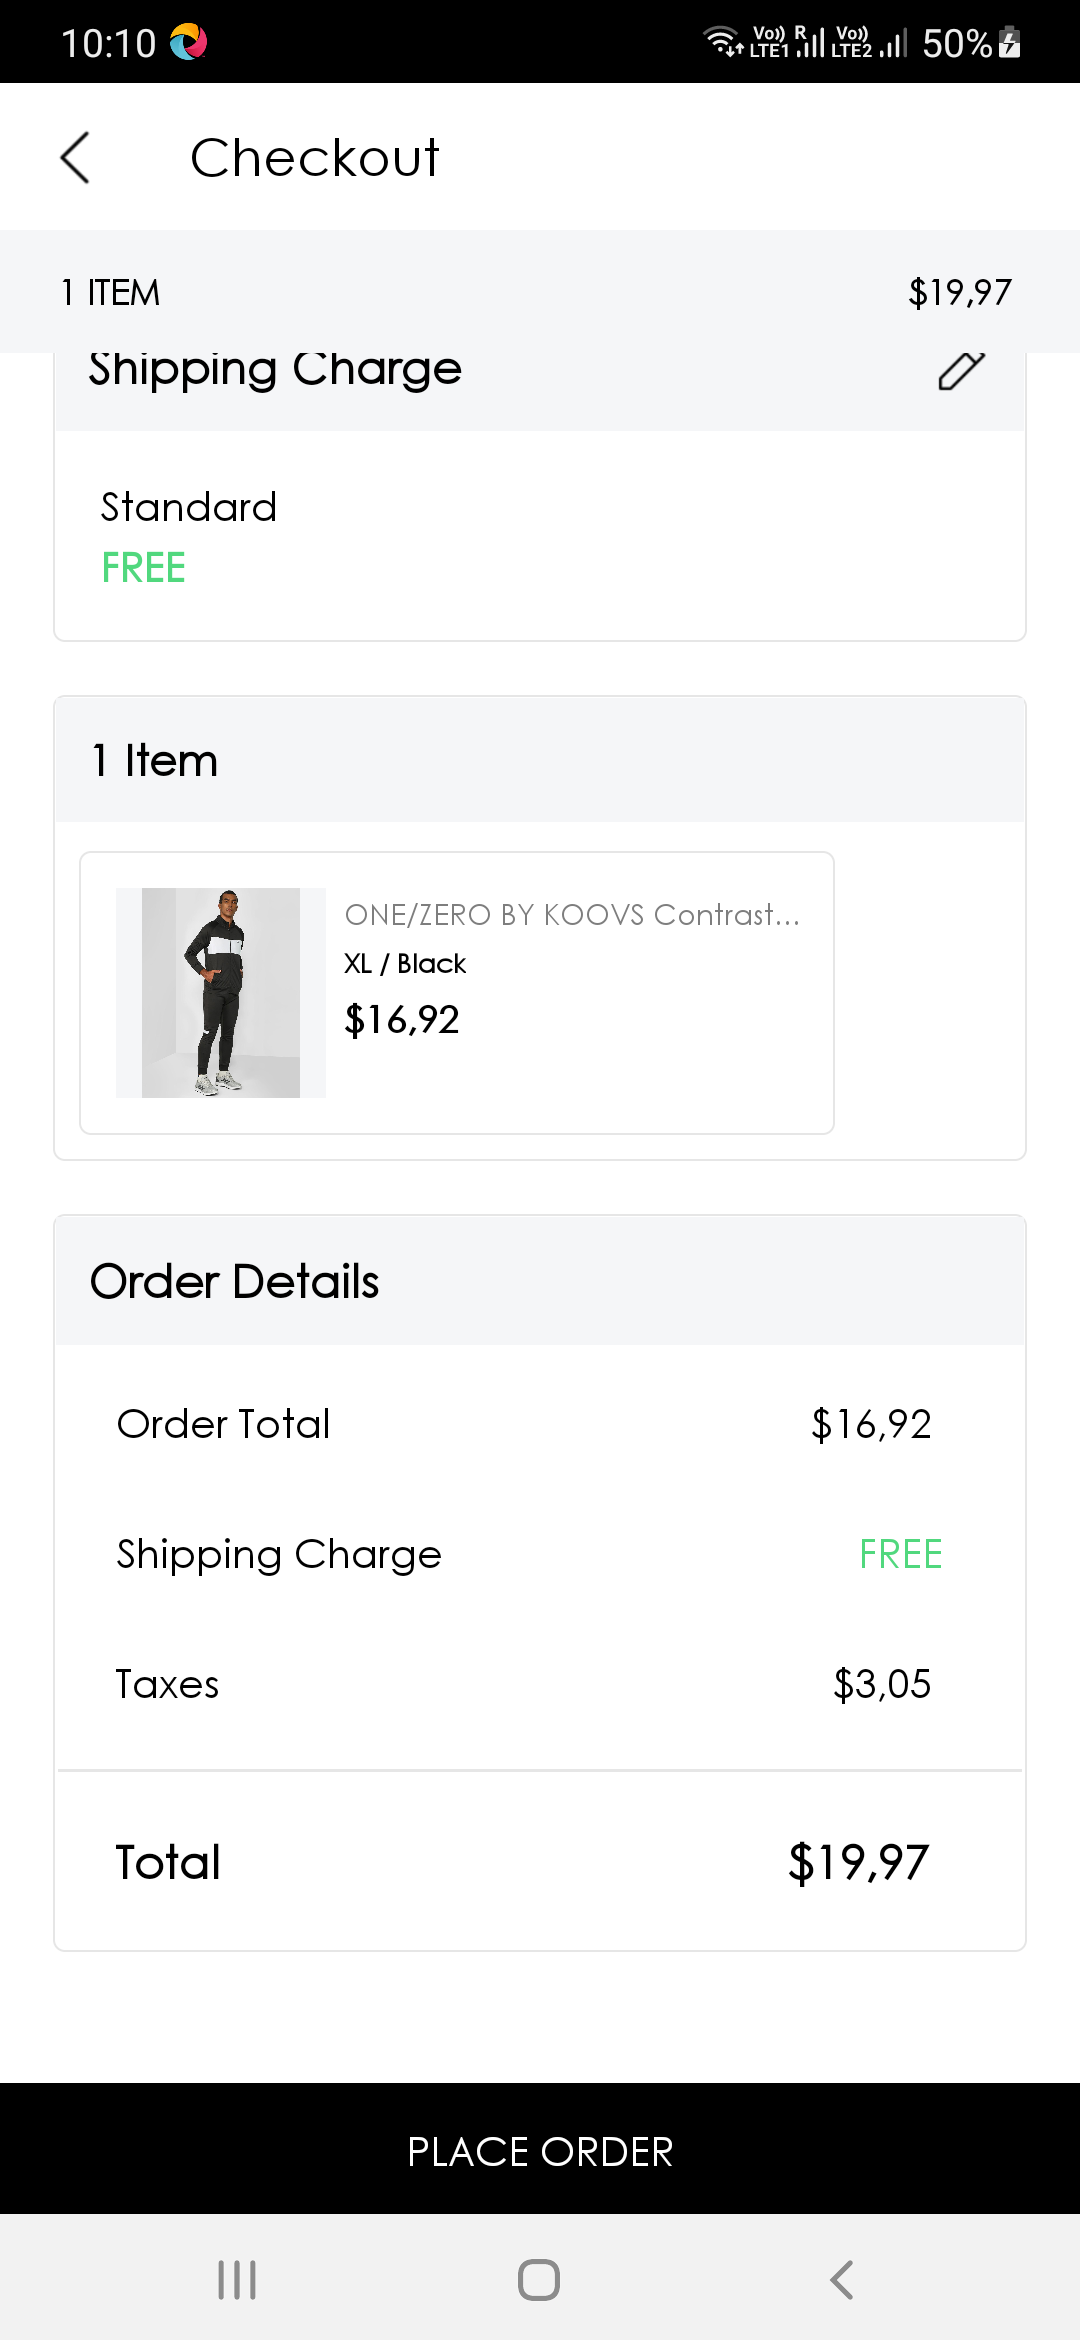 10:10
Vo)) R Vo))
LTE1 LTE2 50%
Checkout
1 ITEM $19,97
Shipping Charge
Standard
FREE
1 Item
ONE/ZERO BY KOOVS Contrast...
XL / Black
$16,92
Order Details
Order Total $16,92
Shipping Charge FREE
Taxes $3,05
Total $19,97
PLACE ORDER